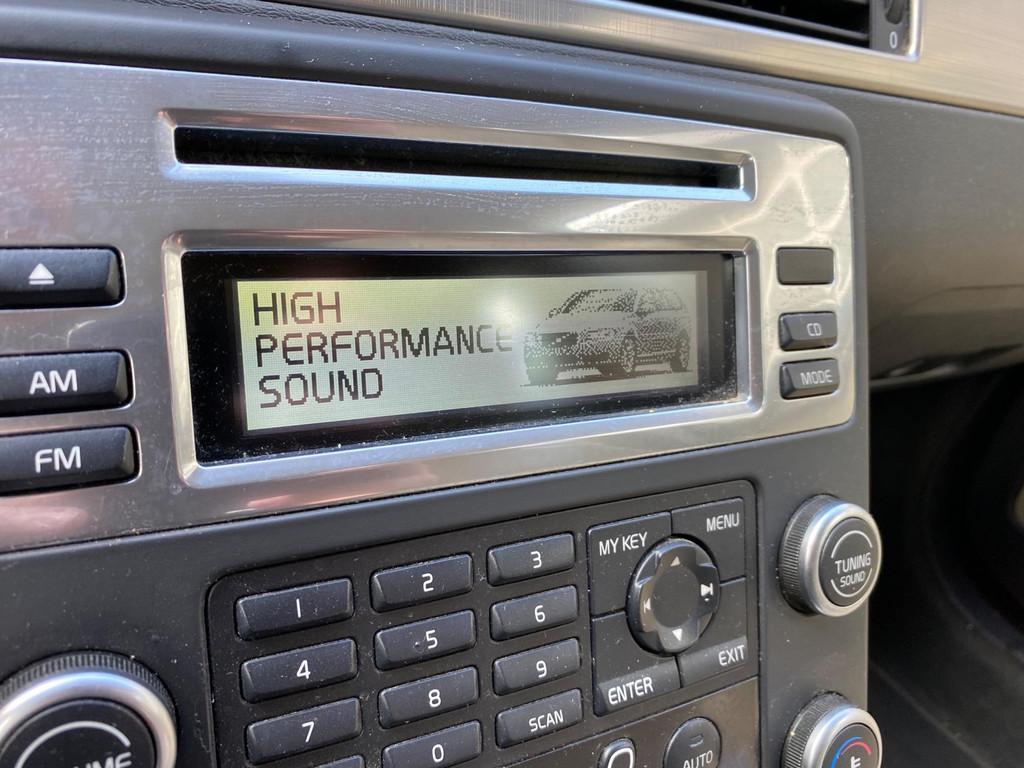 0
HIGH
PERFORMANCE
SOUND
AM
FM
CD
MODE
1 2 3
4 5 6
7 8 9
0 SCAN
MY KEY MENU
ENTER EXIT
TUNING
SOUND
AUTO